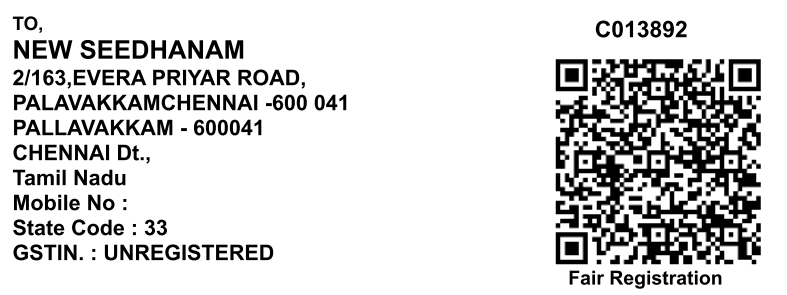 TO,
NEW SEEDHANAM
2/163,EVERA PRIYAR ROAD,
PALAVAKKAMCHENNAI -600 041
PALLAVAKKAM - 600041
CHENNAI Dt.,
Tamil Nadu
Mobile No :
State Code : 33
GSTIN. : UNREGISTERED
C013892
Fair Registration